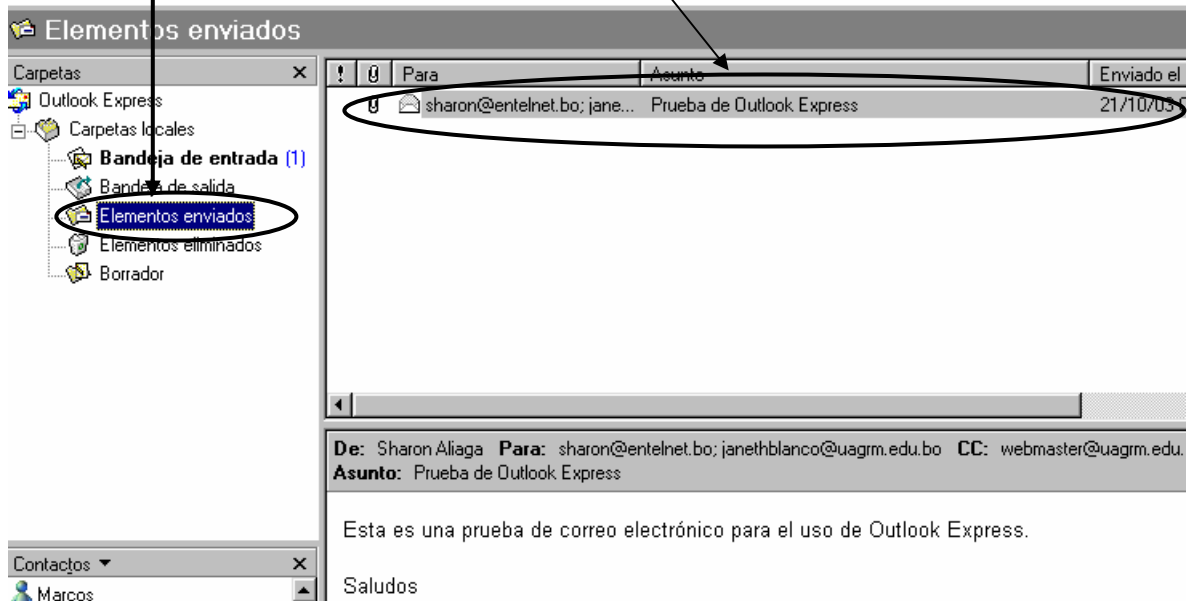 Elementos enviados
Carpetas
Outlook Express
Carpetas locales
Bandeja de entrada (1)
Bandeja de salida
Elementos enviados
Elementos eliminados
Borrador
Contactos
Marcos
! Para Asunto Enviado el
sharon@entelnet.bo; jane... Prueba de Outlook Express 21/10/03
De: Sharon Aliaga Para: sharon@entelnet.bo; janethblanco@uagrm.edu.bo CC: webmaster@uagrm.edu.
Asunto: Prueba de Outlook Express
Esta es una prueba de correo electrónico para el uso de Outlook Express.
Saludos